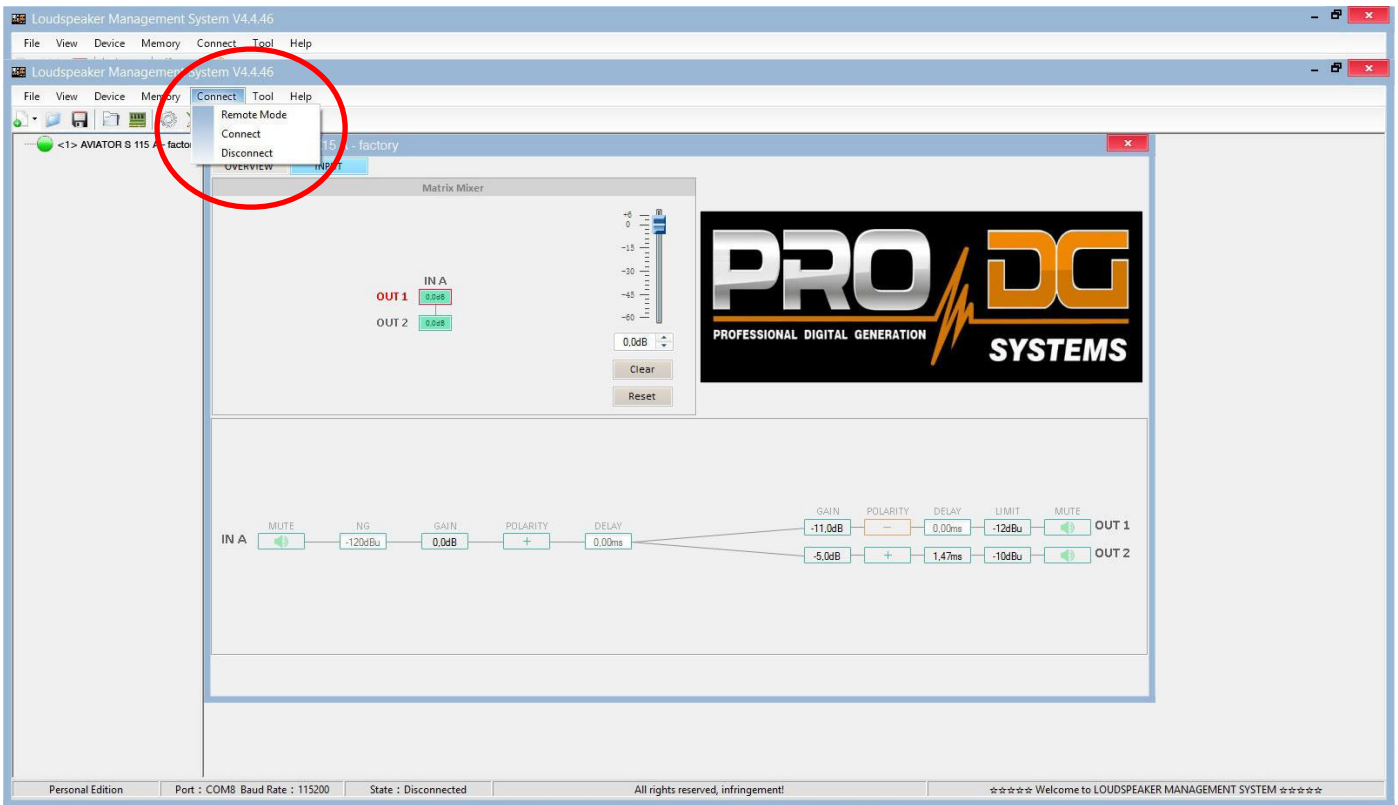 Loudspeaker Management System V4.4.46
File View Device Memory Connect Tool Help
Loudspeaker Management System V4.4.46
File View Device Memory Connect Tool Help
Remote Mode
Connect
Disconnect
<1> AVIATOR S 115 A - facto
15 A - factory
OVERVIEW INPUT
Matrix Mixer
+6
0
-15
-30
-45
-60
IN A
OUT 1 0,0dB
OUT 2 0,0dB
0,0dB
Clear
Reset
PRO DG
PROFESSIONAL DIGITAL GENERATION
SYSTEMS
IN A
MUTE NG GAIN POLARITY DELAY
-120dBu 0,0dB + 0,00ms
GAIN POLARITY DELAY LIMIT MUTE
-11,0dB − 0,00ms -12dBu OUT 1
-5,0dB + 1,47ms -10dBu OUT 2
Personal Edition Port : COM8 Baud Rate : 115200 State : Disconnected All rights reserved, infringement! ☆☆☆☆☆ Welcome to LOUDSPEAKER MANAGEMENT SYSTEM ☆☆☆☆☆